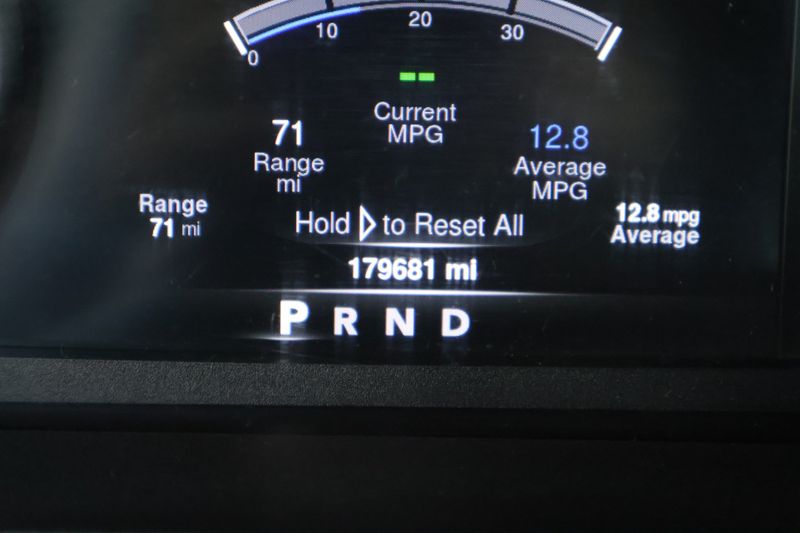 0 10 20 30
Current
MPG
71
Range
mi
12.8
Average
MPG
Range
71 mi
Hold to Reset All
12.8 mpg
Average
179681 mi
P R N D